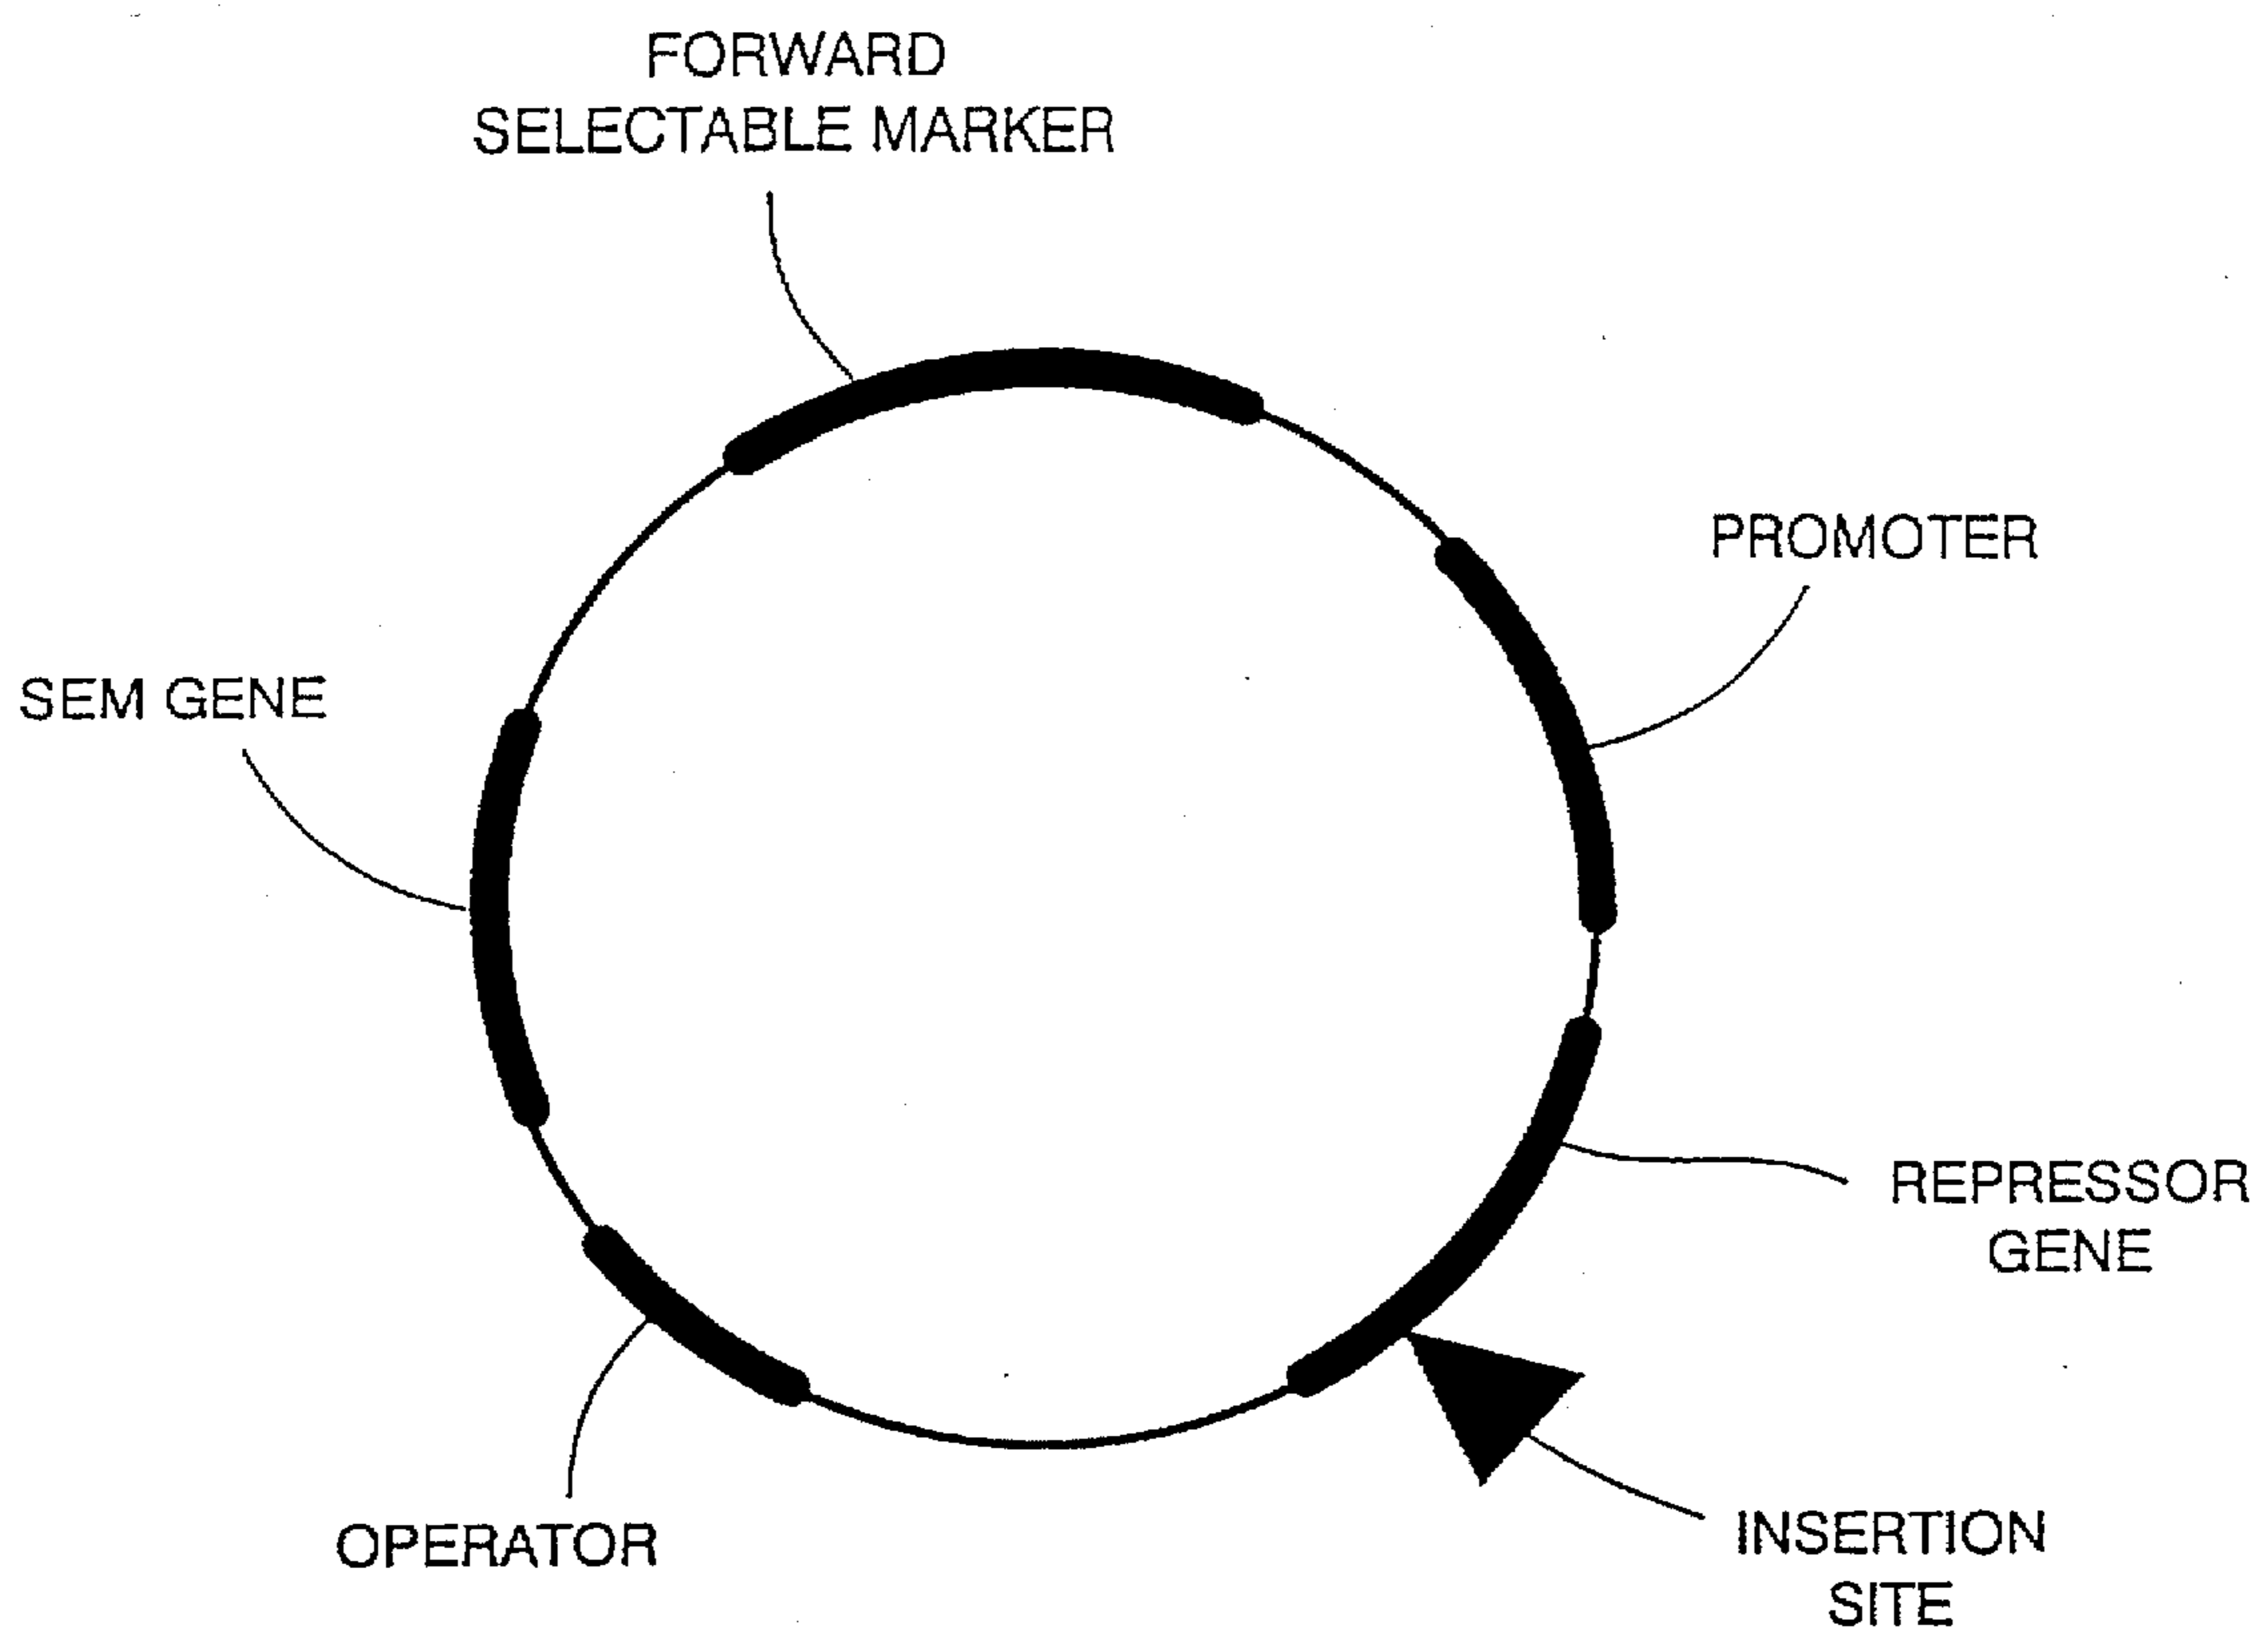 FORWARD
SELECTABLE MARKER
PROMOTER
SEM GENE
REPRESSOR
GENE
OPERATOR
INSERTION
SITE